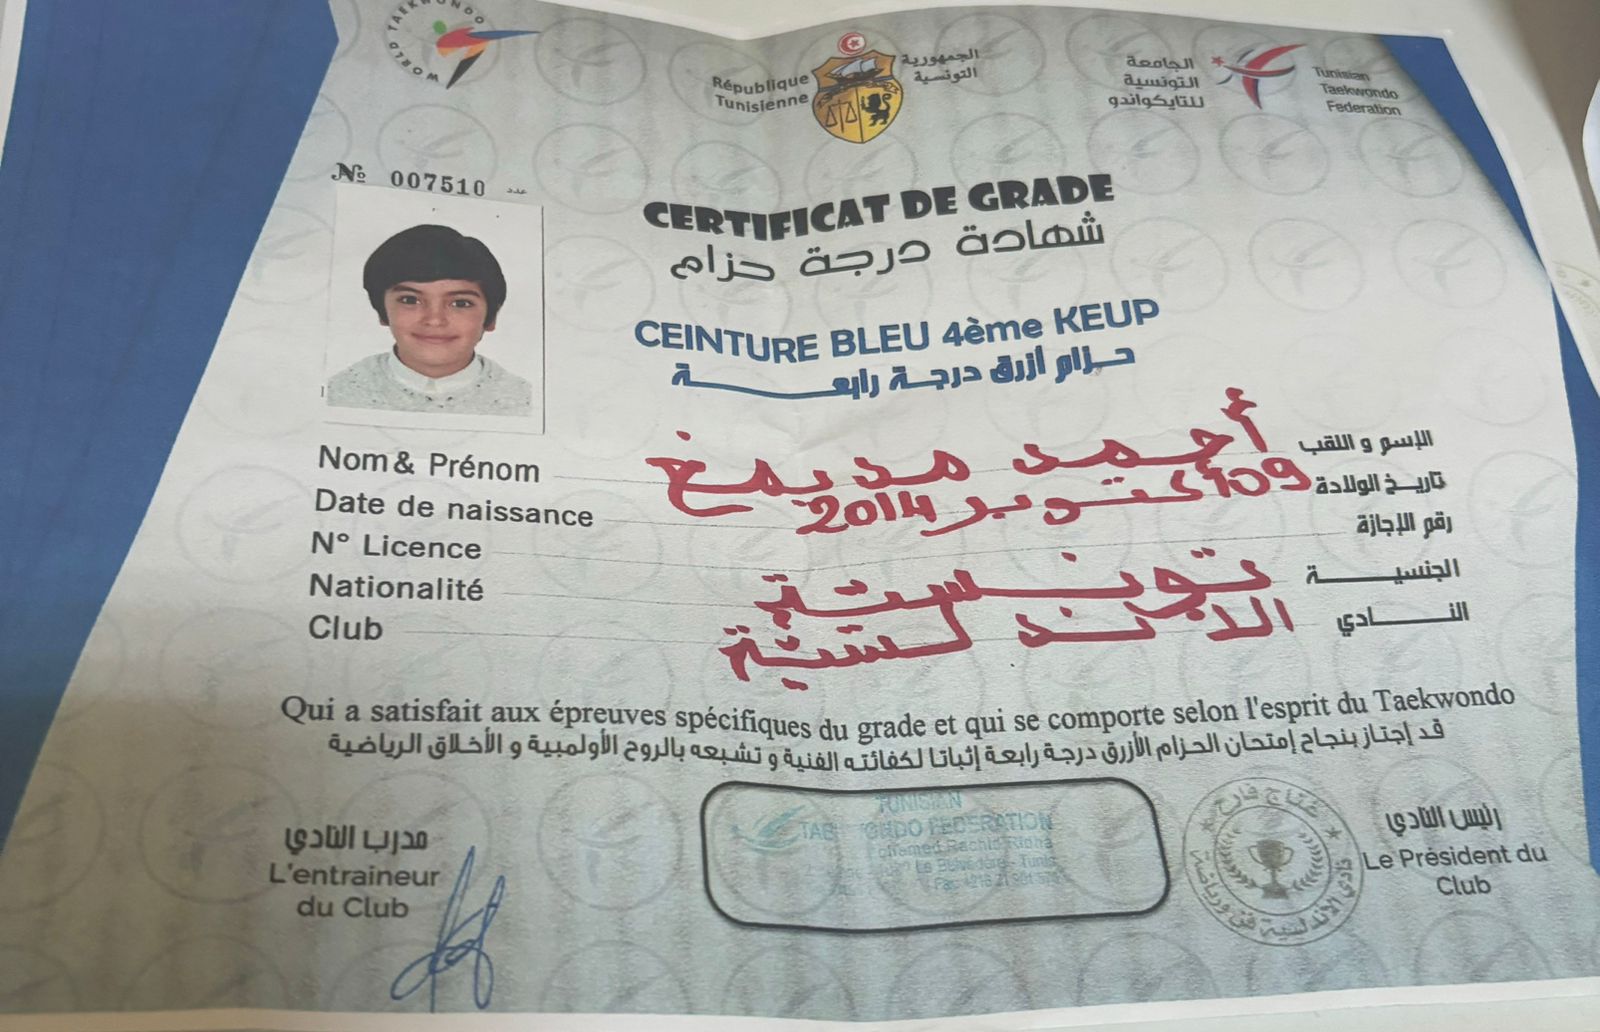 WORLD TAEKWONDO
République
Tunisienne
الجمهورية
التونسية
الجامعة
التونسية
للتايكواندو
Tunisian
Taekwondo
Federation
№ 007510 عدد
CERTIFICAT DE GRADE
شهادة درجة حزام
CEINTURE BLEU 4ème KEUP
حزام أزرق درجة رابعة
Nom & Prénom أحمد مديمغ الإسم و اللقب
Date de naissance 09 أكتوبر 2014 تاريخ الولادة
N° Licence رقم الإجازة
Nationalité تونسية الجنسية
Club الأندلسية النادي
Qui a satisfait aux épreuves spécifiques du grade et qui se comporte selon l'esprit du Taekwondo
قد إجتاز بنجاح إمتحان الحزام الأزرق درجة رابعة إثباتا لكفائته الفنية و تشبعه بالروح الأولمبية و الأخلاق الرياضية
مدرب النادي
L'entraineur
du Club
TUNISIAN
FEDERATION
رئيس النادي
Le Président du
Club